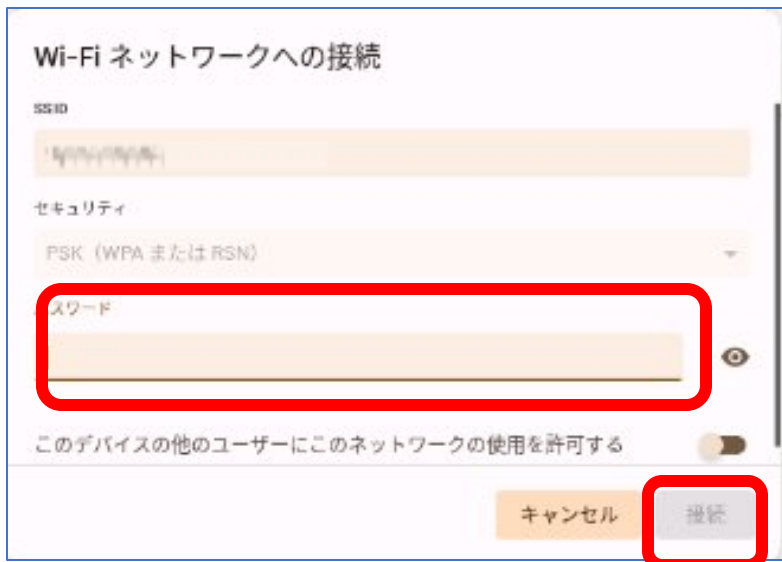 Wi-Fi ネットワークへの接続
SSID
セキュリティ
PSK（WPA または RSN）
スワード
このデバイスの他のユーザーにこのネットワークの使用を許可する
キャンセル
接続